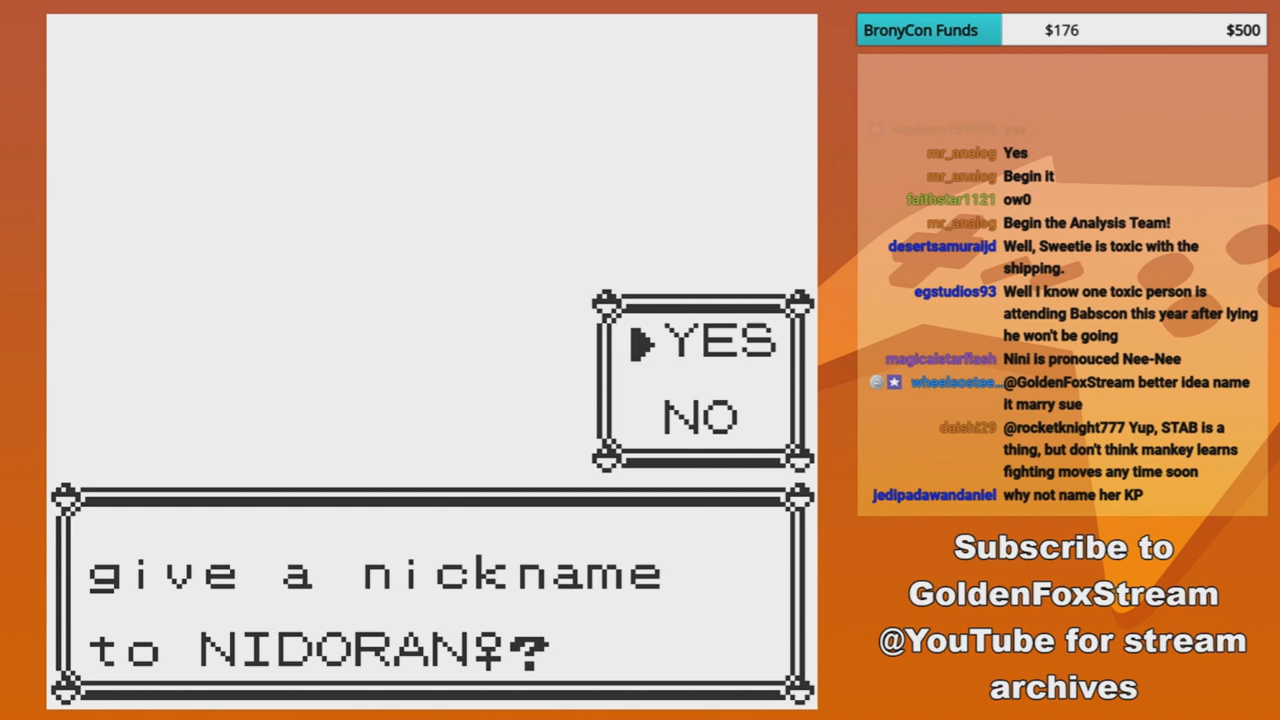 YES
NO
give a nickname
to NIDORAN♀?
BronyCon Funds $176 $500
yes
mr_analog Yes
mr_analog Begin it
faithstar1121 ow0
mr_analog Begin the Analysis Team!
desertsamuraijd Well, Sweetie is toxic with the
shipping.
egstudios93 Well I know one toxic person is
attending Babscon this year after lying
he won't be going
magicalstarflash Nini is pronouced Nee-Nee
wheelsostee... @GoldenFoxStream better idea name
it marry sue
daishi29 @rocketknight777 Yup, STAB is a
thing, but don't think mankey learns
fighting moves any time soon
jedipadawandaniel why not name her KP
Subscribe to
GoldenFoxStream
@YouTube for stream
archives